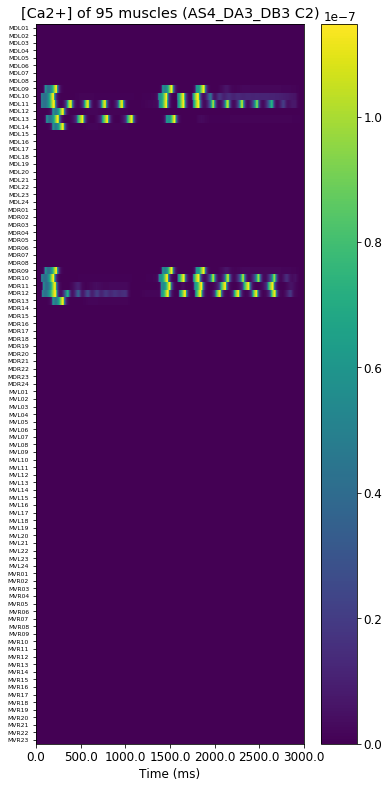 [Ca2+] of 95 muscles (AS4_DA3_DB3 C2)
1e−7
MDL01
MDL02
MDL03
MDL04
MDL05
MDL06
MDL07
MDL08
MDL09
MDL10
MDL11
MDL12
MDL13
MDL14
MDL15
MDL16
MDL17
MDL18
MDL19
MDL20
MDL21
MDL22
MDL23
MDL24
MDR01
MDR02
MDR03
MDR04
MDR05
MDR06
MDR07
MDR08
MDR09
MDR10
MDR11
MDR12
MDR13
MDR14
MDR15
MDR16
MDR17
MDR18
MDR19
MDR20
MDR21
MDR22
MDR23
MDR24
MVL01
MVL02
MVL03
MVL04
MVL05
MVL06
MVL07
MVL08
MVL09
MVL10
MVL11
MVL12
MVL13
MVL14
MVL15
MVL16
MVL17
MVL18
MVL19
MVL20
MVL21
MVL22
MVL23
MVL24
MVR01
MVR02
MVR03
MVR04
MVR05
MVR06
MVR07
MVR08
MVR09
MVR10
MVR11
MVR12
MVR13
MVR14
MVR15
MVR16
MVR17
MVR18
MVR19
MVR20
MVR21
MVR22
MVR23
0.0 500.0 1000.0 1500.0 2000.0 2500.0 3000.0
Time (ms)
1.0
0.8
0.6
0.4
0.2
0.0